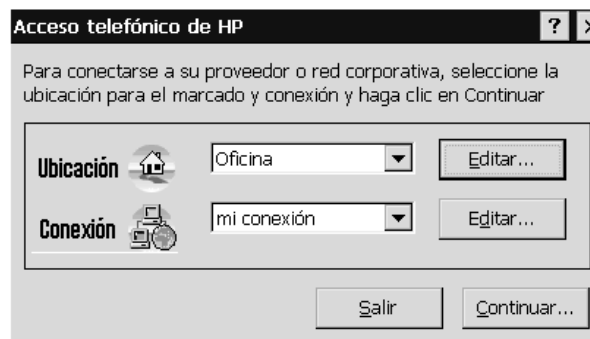 Acceso telefónico de HP ?
Para conectarse a su proveedor o red corporativa, seleccione la
ubicación para el marcado y conexión y haga clic en Continuar
Ubicación Oficina Editar...
Conexión mi conexión Editar...
Salir Continuar...